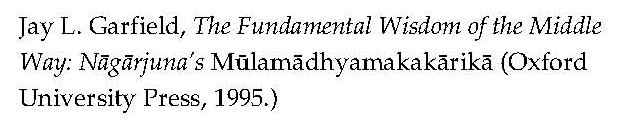 Jay L. Garfield, The Fundamental Wisdom of the Middle
Way: Nāgārjuna's Mūlamādhyamakakārikā (Oxford
University Press, 1995.)